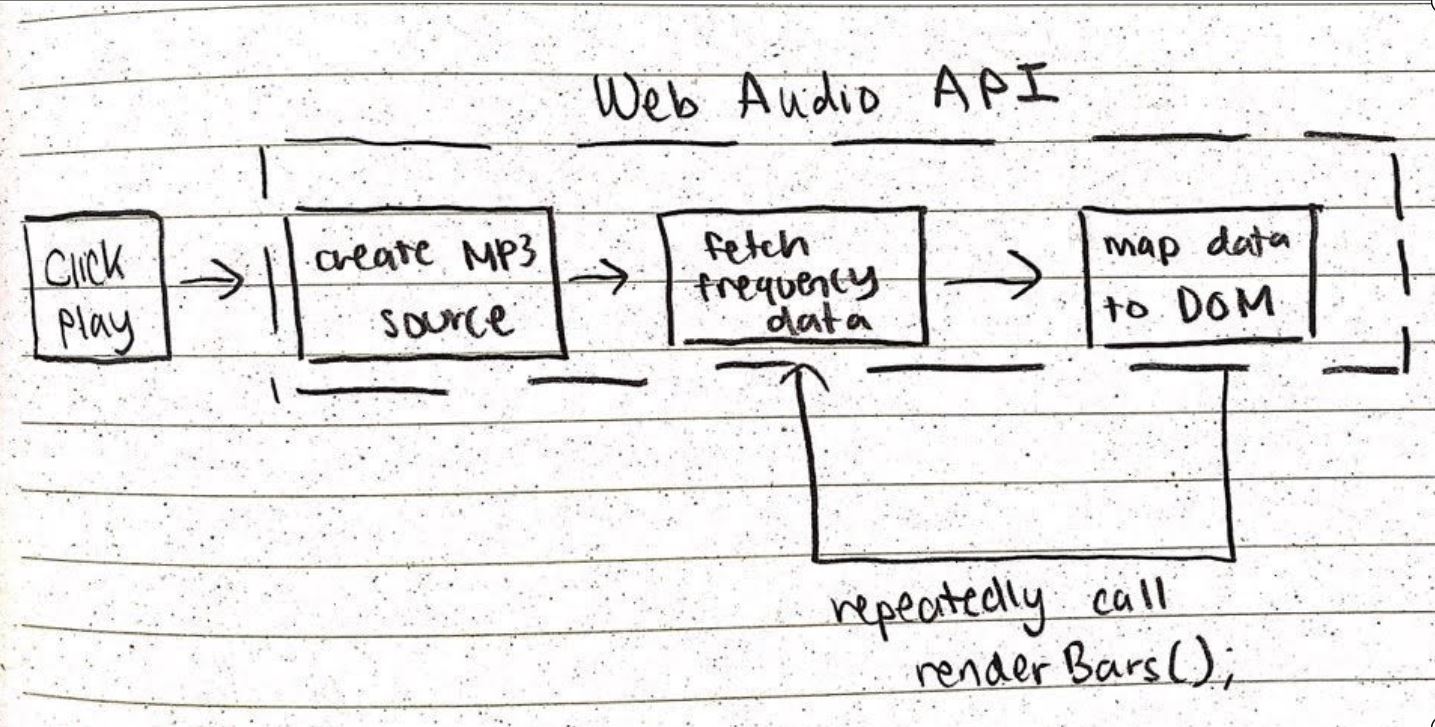 Web Audio API
Click
Play
create MP3
source
fetch
frequency
data
map data
to DOM
repeatedly call
renderBars();